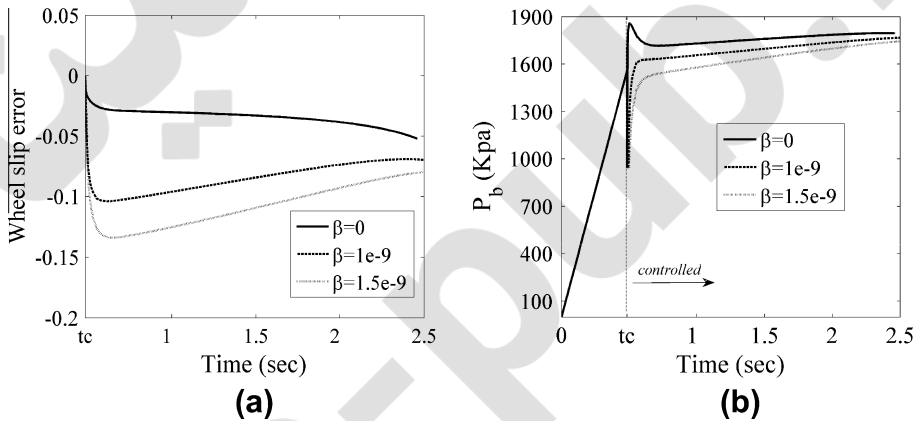 0.05
0
-0.05
-0.1
-0.15
-0.2
Wheel slip error
β=0
β=1e-9
β=1.5e-9
tc 1 1.5 2 2.5
Time (sec)
(a)
1900
1600
1300
1000
700
400
100
P_b (Kpa)
β=0
β=1e-9
β=1.5e-9
controlled
0 tc 1 1.5 2 2.5
Time (sec)
(b)
-pub.